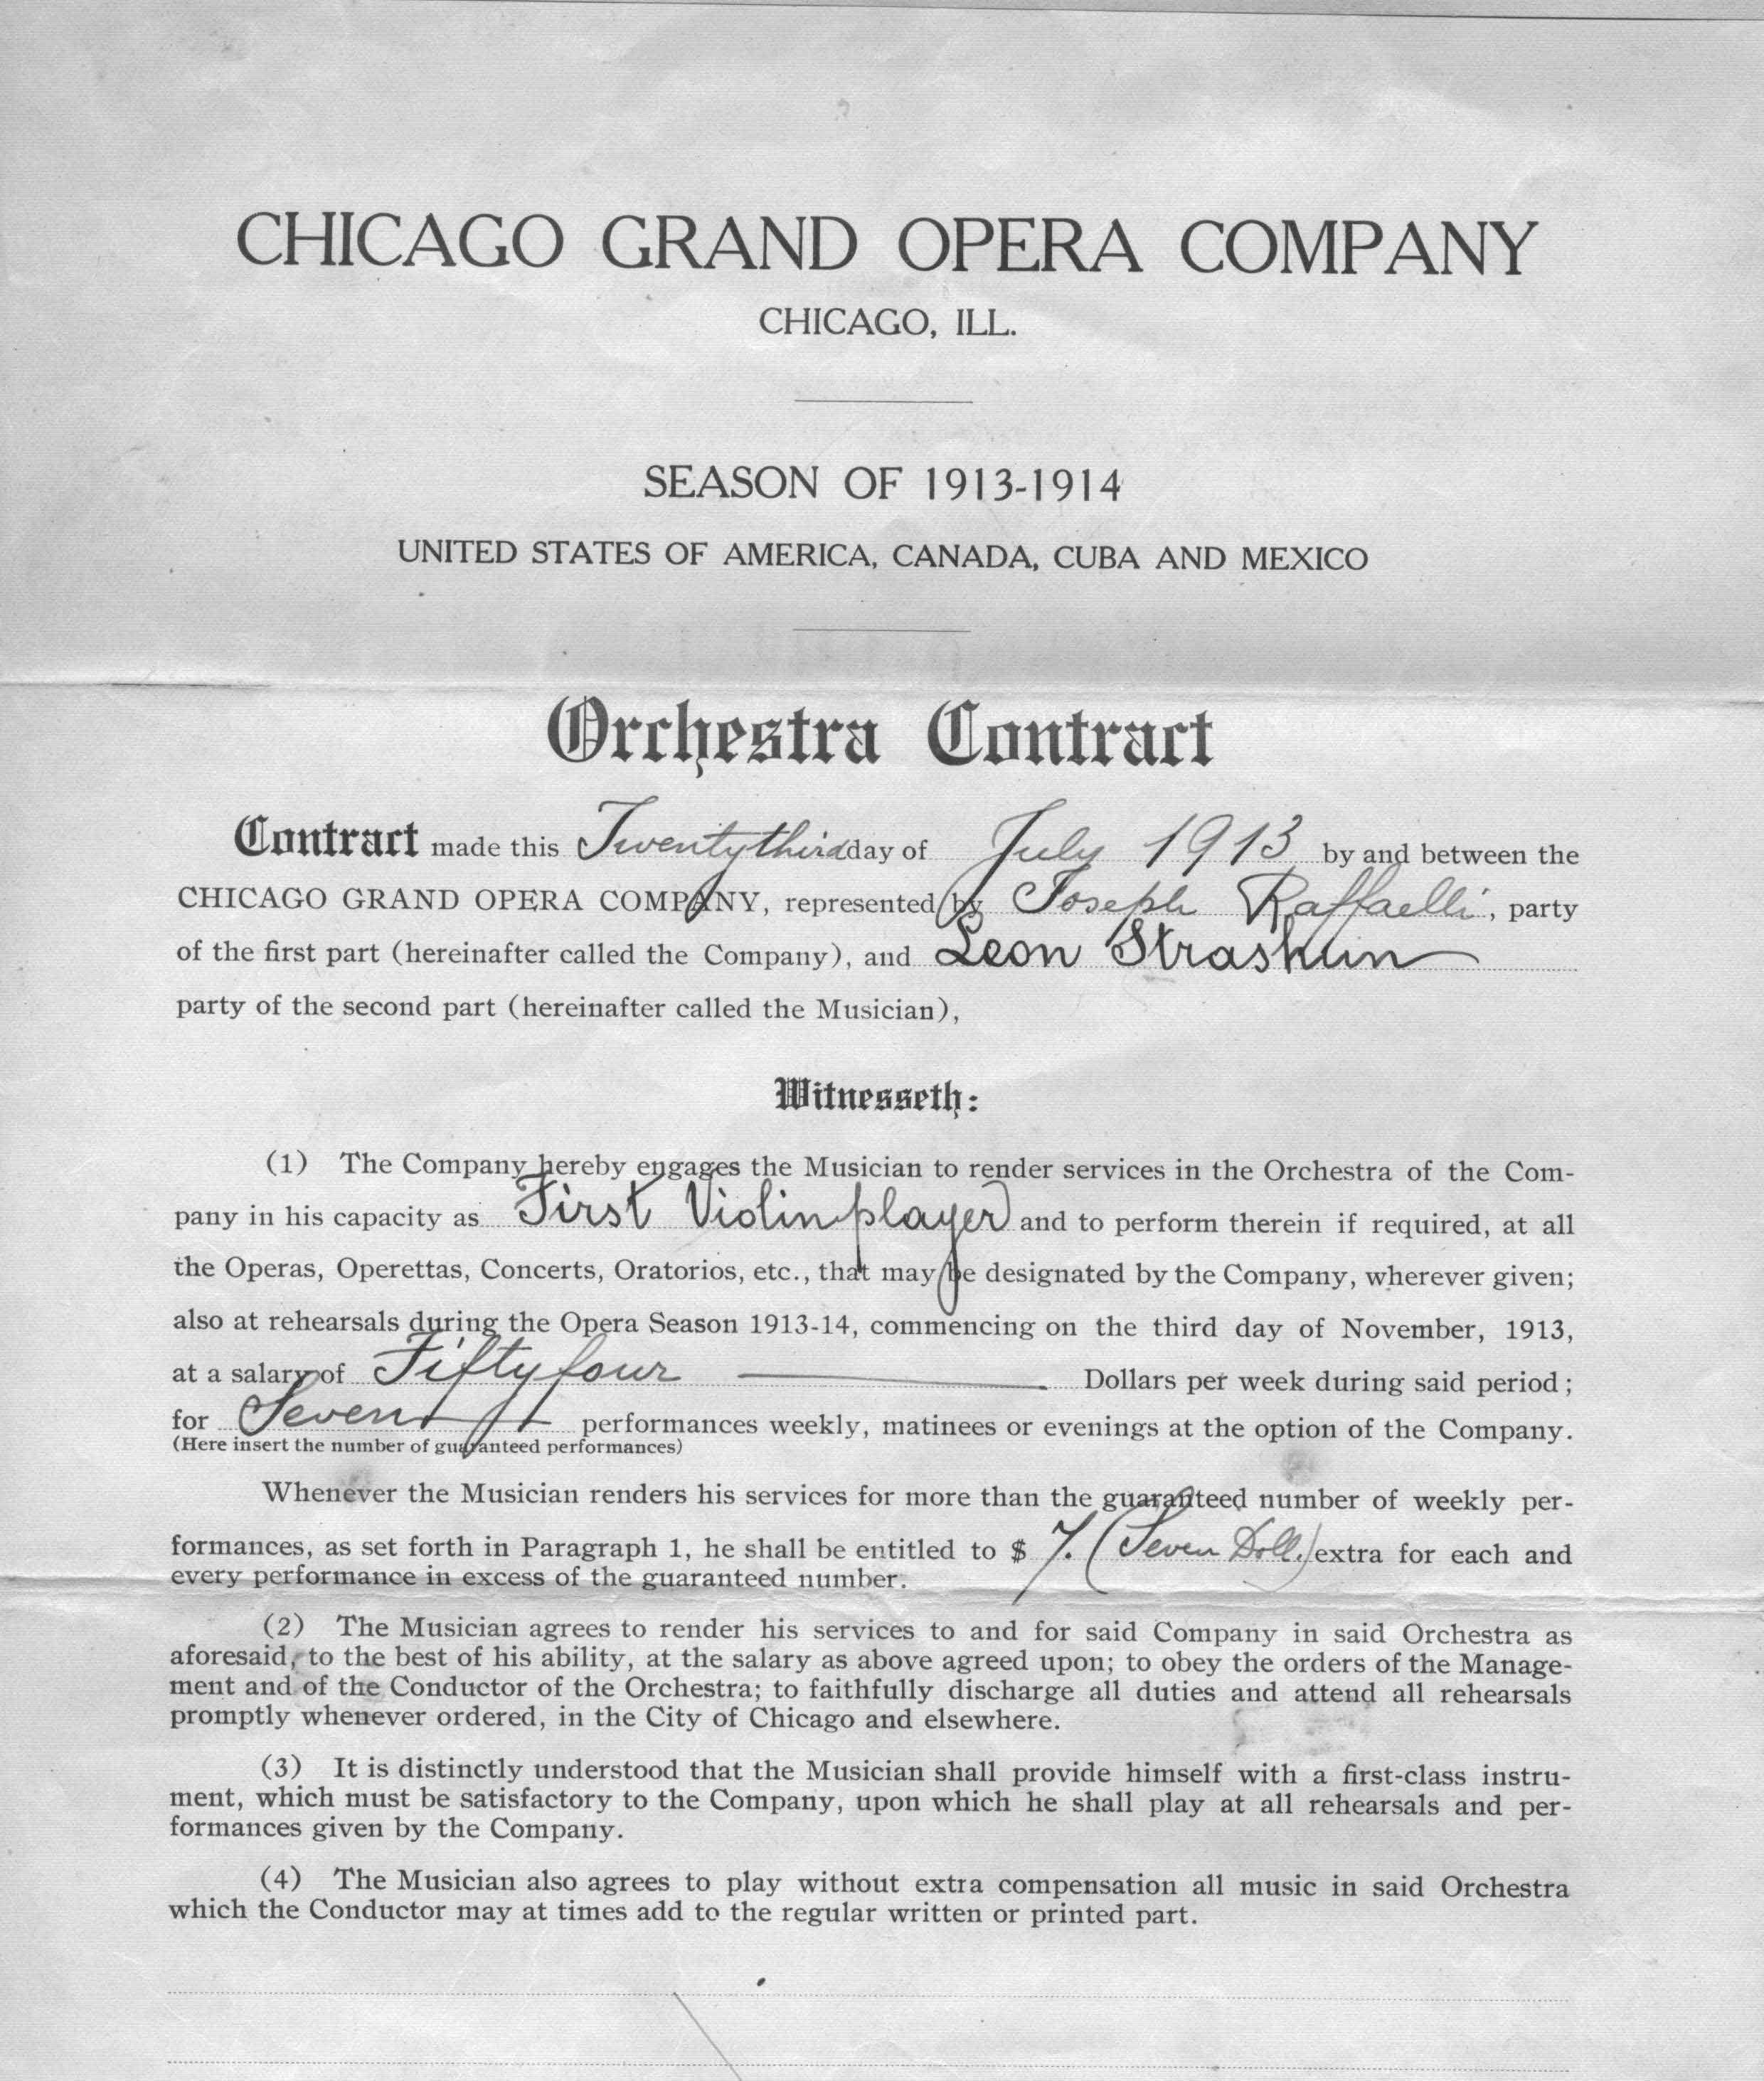 CHICAGO GRAND OPERA COMPANY
CHICAGO, ILL.
SEASON OF 1913-1914
UNITED STATES OF AMERICA, CANADA, CUBA AND MEXICO
Orchestra Contract
Contract made this Twentythird day of July 1913 by and between the
CHICAGO GRAND OPERA COMPANY, represented by Joseph Raffaelli, party
of the first part (hereinafter called the Company), and Leon Strashun
party of the second part (hereinafter called the Musician),
Witnesseth:
(1) The Company hereby engages the Musician to render services in the Orchestra of the Com-
pany in his capacity as First Violinplayer and to perform therein if required, at all
the Operas, Operettas, Concerts, Oratorios, etc., that may be designated by the Company, wherever given;
also at rehearsals during the Opera Season 1913-14, commencing on the third day of November, 1913,
at a salary of Fiftyfour Dollars per week during said period;
for Seven performances weekly, matinees or evenings at the option of the Company.
(Here insert the number of guaranteed performances)
Whenever the Musician renders his services for more than the guaranteed number of weekly per-
formances, as set forth in Paragraph 1, he shall be entitled to $ 7. (Seven Doll.) extra for each and
every performance in excess of the guaranteed number.
(2) The Musician agrees to render his services to and for said Company in said Orchestra as
aforesaid, to the best of his ability, at the salary as above agreed upon; to obey the orders of the Manage-
ment and of the Conductor of the Orchestra; to faithfully discharge all duties and attend all rehearsals
promptly whenever ordered, in the City of Chicago and elsewhere.
(3) It is distinctly understood that the Musician shall provide himself with a first-class instru-
ment, which must be satisfactory to the Company, upon which he shall play at all rehearsals and per-
formances given by the Company.
(4) The Musician also agrees to play without extra compensation all music in said Orchestra
which the Conductor may at times add to the regular written or printed part.